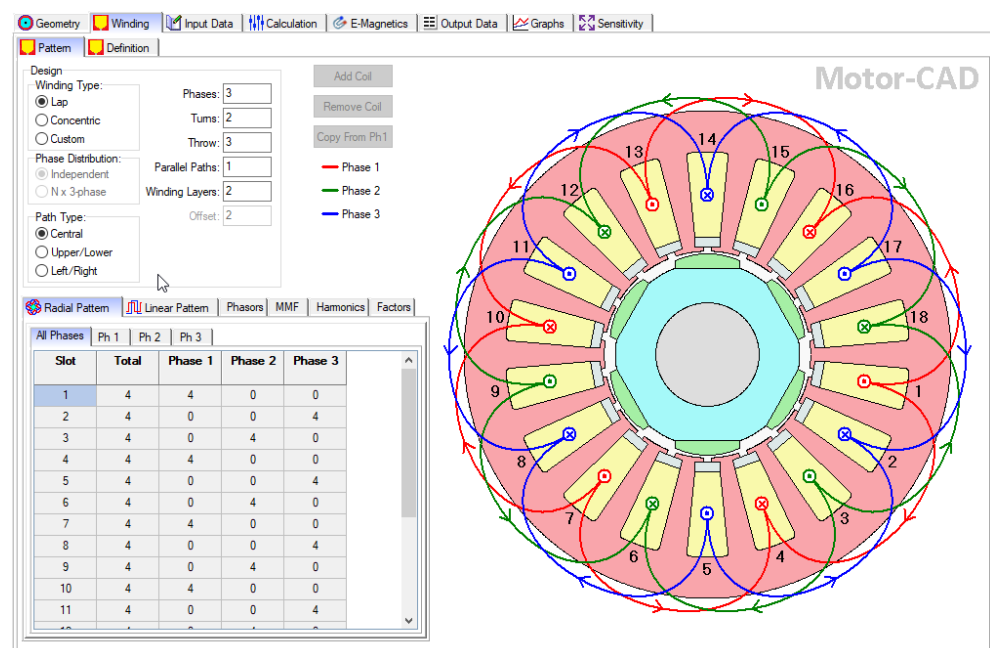 Geometry Winding Input Data Calculation E-Magnetics Output Data Graphs Sensitivity
Pattern Definition
Design
Winding Type:
Lap
Concentric
Custom
Phase Distribution:
Independent
N x 3-phase
Path Type:
Central
Upper/Lower
Left/Right
Phases: 3
Turns: 2
Throw: 3
Parallel Paths: 1
Winding Layers: 2
Offset: 2
Add Coil
Remove Coil
Copy From Ph1
Phase 1
Phase 2
Phase 3
Motor-CAD
Radial Pattern Linear Pattern Phasors MMF Harmonics Factors
All Phases Ph 1 Ph 2 Ph 3
Slot Total Phase 1 Phase 2 Phase 3
1 4 4 0 0
2 4 0 0 4
3 4 0 4 0
4 4 4 0 0
5 4 0 0 4
6 4 0 4 0
7 4 4 0 0
8 4 0 0 4
9 4 0 4 0
10 4 4 0 0
11 4 0 0 4
14
13
15
12
16
11
17
10
18
9
1
8
2
7
3
6
4
5